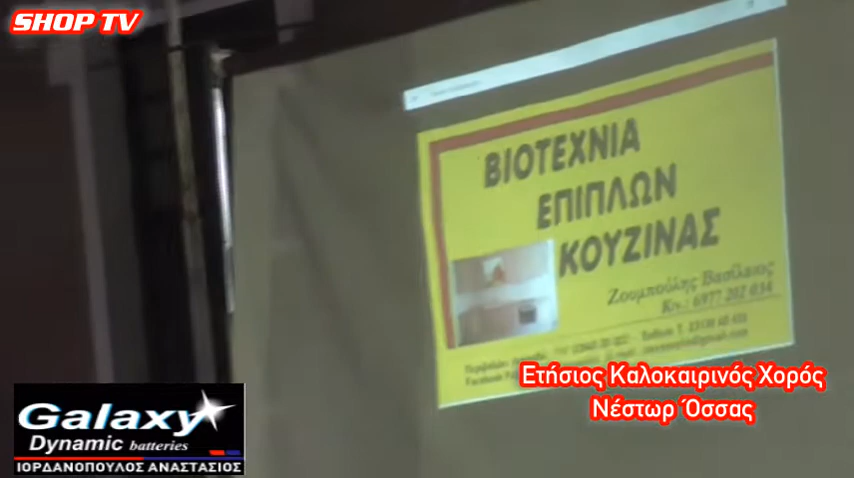 SHOP TV
ΒΙΟΤΕΧΝΙΑ
ΕΠΙΠΛΩΝ
ΚΟΥΖΙΝΑΣ
Ζουμπούλης Βασίλειος
Κιν.: 6977 202 034
Ετήσιος Καλοκαιρινός Χορός
Νέστωρ Όσσας
Galaxy
Dynamic batteries
ΙΟΡΔΑΝΟΠΟΥΛΟΣ ΑΝΑΣΤΑΣΙΟΣ